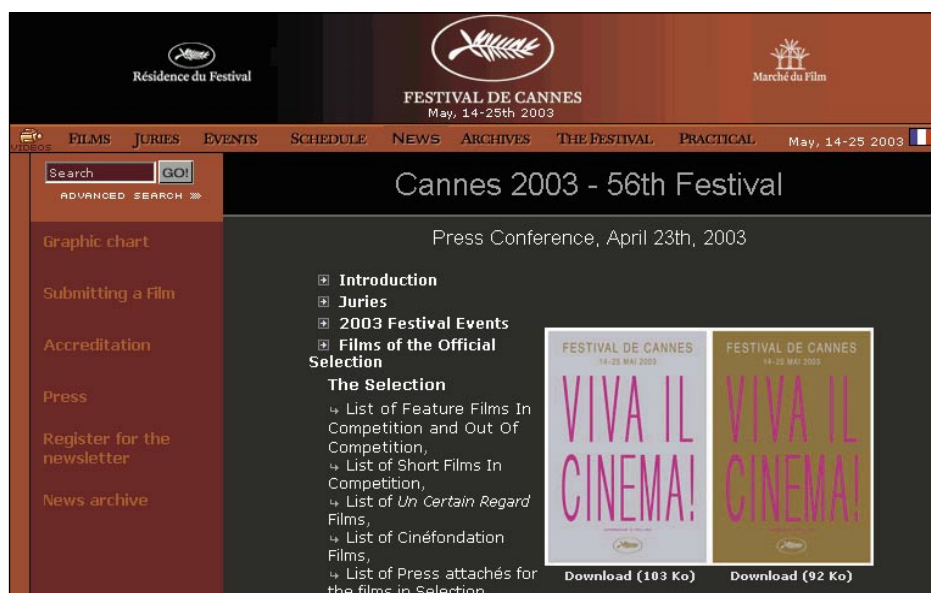 Résidence du Festival
FESTIVAL DE CANNES
May, 14-25th 2003
Marché du Film
VIDEOS
FILMS JURIES EVENTS SCHEDULE NEWS ARCHIVES THE FESTIVAL PRACTICAL May, 14-25 2003
Search GO!
ADVANCED SEARCH
Cannes 2003 - 56th Festival
Graphic chart
Submitting a Film
Accreditation
Press
Register for the
newsletter
News archive
Press Conference, April 23th, 2003
Introduction
Juries
2003 Festival Events
Films of the Official
Selection
The Selection
List of Feature Films In
Competition and Out Of
Competition,
List of Short Films In
Competition,
List of Un Certain Regard
Films,
List of Cinéfondation
Films,
List of Press attachés for
the films in Selection
FESTIVAL DE CANNES
14-25 MAI 2003
VIVA IL
CINEMA!
Download (103 Ko)
FESTIVAL DE CANNES
14-25 MAI 2003
VIVA IL
CINEMA!
Download (92 Ko)